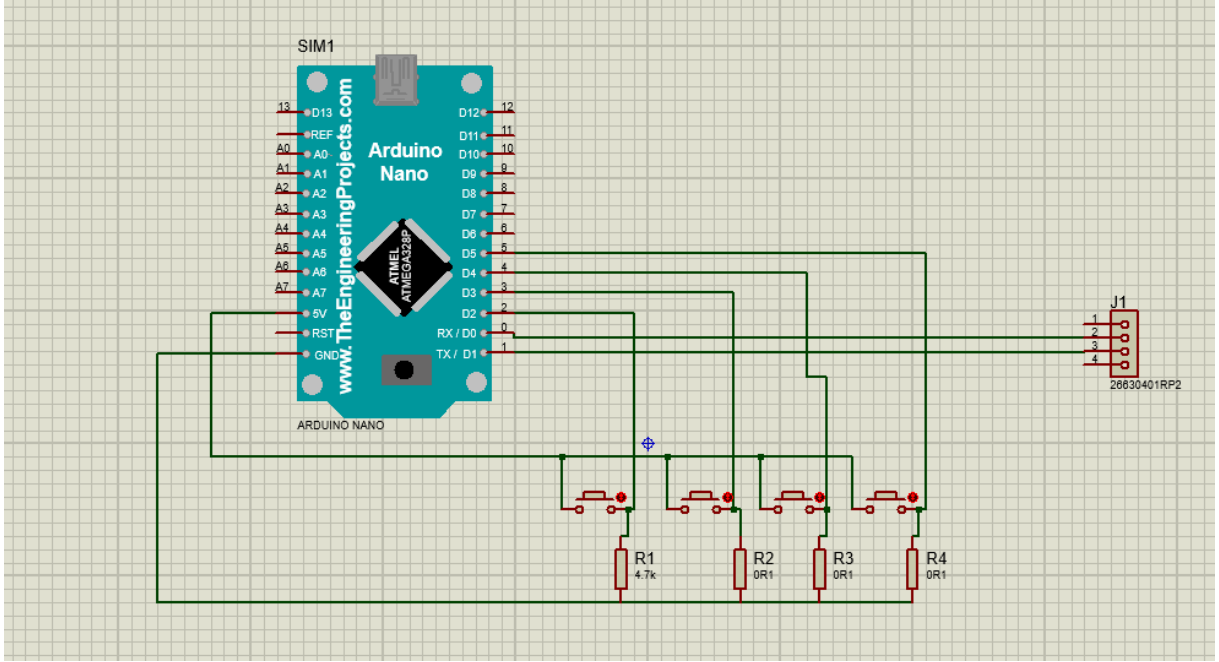 SIM1
www.TheEngineeringProjects.com
Arduino
Nano
ATMEL
ATMEGA328P
13
D13
REF
A0
A0
A1
A1
A2
A2
A3
A3
A4
A4
A5
A5
A6
A6
A7
A7
5V
RST
GND
D12
12
D11
11
D10
10
D9
9
D8
8
D7
7
D6
6
D5
5
D4
4
D3
3
D2
2
RX / D0
0
TX / D1
1
ARDUINO NANO
J1
1
2
3
4
26630401RP2
R1
4.7k
R2
0R1
R3
0R1
R4
0R1